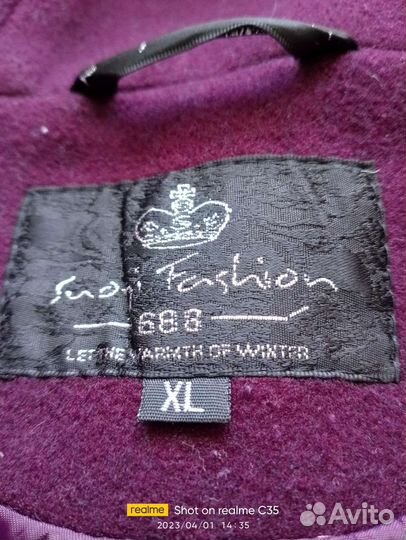 Fashion
688
LET THE WARMTH OF WINTER
XL
realme Shot on realme C35
2023/04/01 14:35
Avito